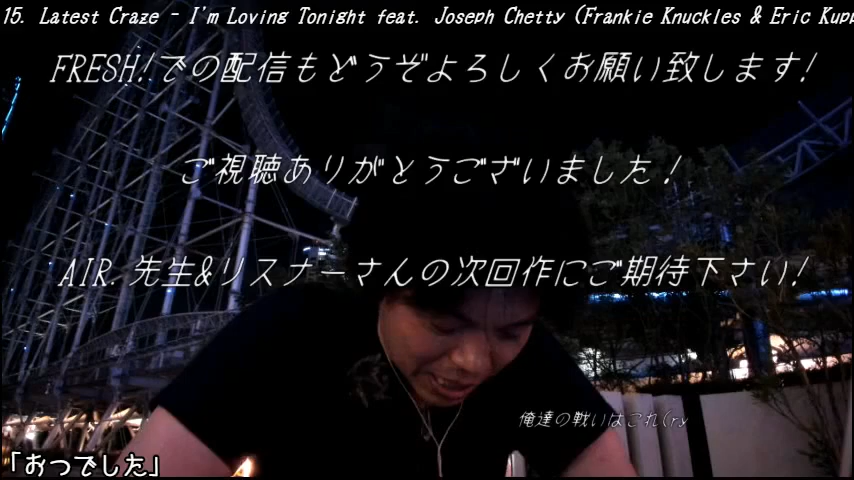 15. Latest Craze - I'm Loving Tonight feat. Joseph Chetty (Frankie Knuckles & Eric Kupp
FRESH!での配信もどうぞよろしくお願い致します!
ご視聴ありがとうございました!
AIR.先生&リスナーさんの次回作にご期待下さい!
俺達の戦いはこれ(ry
「おつでした」